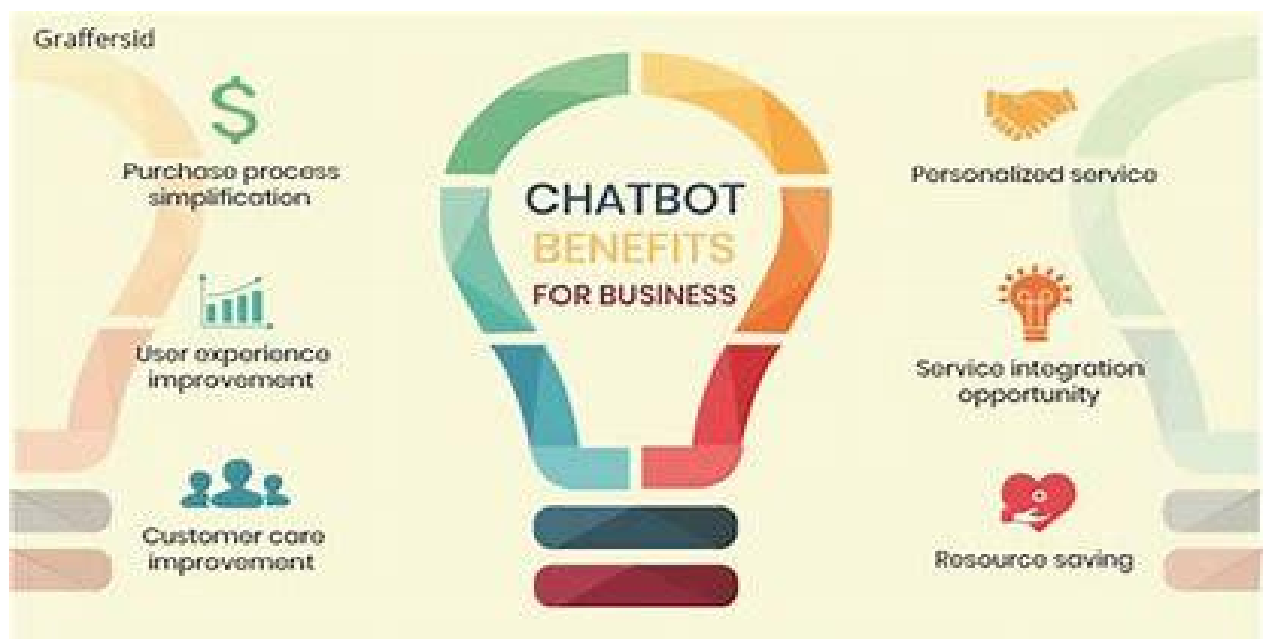 Graffersid
Purchase process
simplification
User experience
improvement
Customer care
improvement
CHATBOT
BENEFITS
FOR BUSINESS
Personalized service
Service integration
opportunity
Resource saving